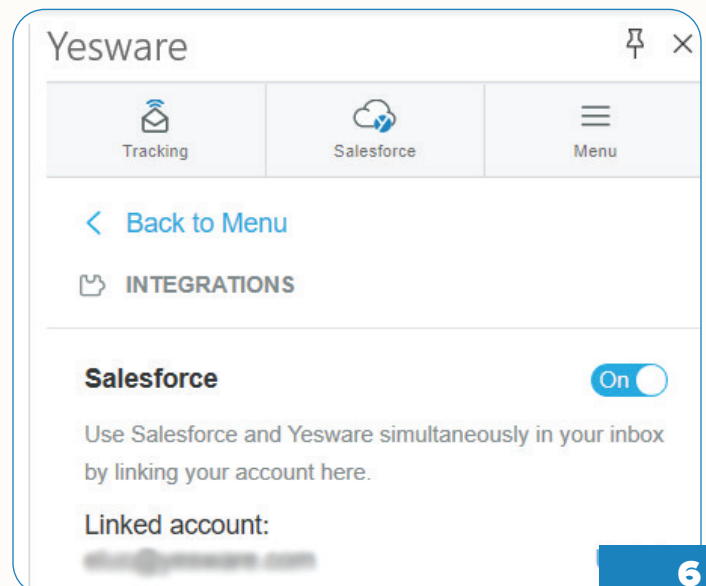 Yesware
Tracking
Salesforce
Menu
Back to Menu
INTEGRATIONS
Salesforce
On
Use Salesforce and Yesware simultaneously in your inbox
by linking your account here.
Linked account:
6